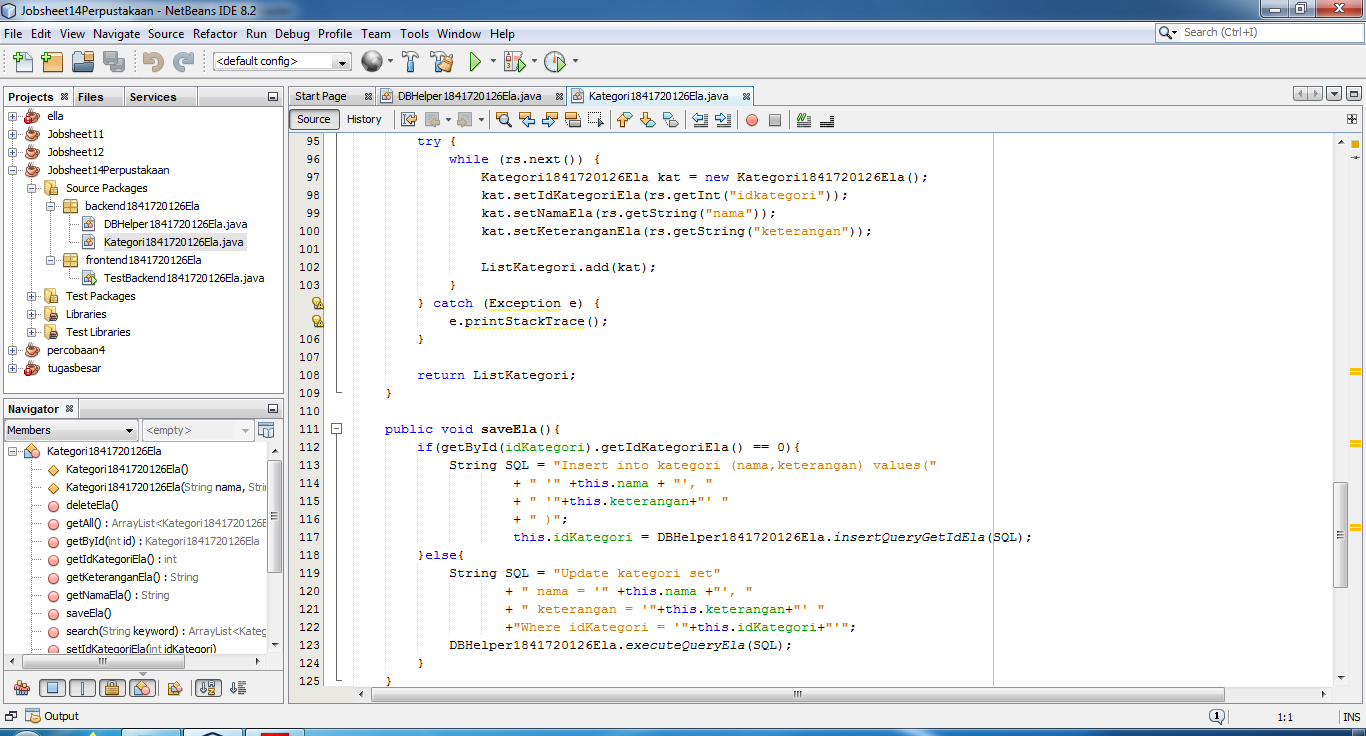 Jobsheet14Perpustakaan - NetBeans IDE 8.2
File Edit View Navigate Source Refactor Run Debug Profile Team Tools Window Help
Search (Ctrl+I)
<default config>
Projects Files Services
ella
Jobsheet11
Jobsheet12
Jobsheet14Perpustakaan
Source Packages
backend1841720126Ela
DBHelper1841720126Ela.java
Kategori1841720126Ela.java
frontend1841720126Ela
TestBackend1841720126Ela.java
Test Packages
Libraries
Test Libraries
percobaan4
tugasbesar
Navigator
Members <empty>
Kategori1841720126Ela
Kategori1841720126Ela()
Kategori1841720126Ela(String nama, Stri
deleteEla()
getAll() : ArrayList<Kategori1841720126E
getById(int id) : Kategori1841720126Ela
getIdKategoriEla() : int
getKeteranganEla() : String
getNamaEla() : String
saveEla()
search(String keyword) : ArrayList<Kateg
setIdKategoriEla(int idKategori)
Start Page DBHelper1841720126Ela.java Kategori1841720126Ela.java
Source History
95 try {
96 while (rs.next()) {
97 Kategori1841720126Ela kat = new Kategori1841720126Ela();
98 kat.setIdKategoriEla(rs.getInt("idkategori"));
99 kat.setNamaEla(rs.getString("nama"));
100 kat.setKeteranganEla(rs.getString("keterangan"));
101
102 ListKategori.add(kat);
103 }
} catch (Exception e) {
e.printStackTrace();
106 }
107
108 return ListKategori;
109 }
110
111 public void saveEla(){
112 if(getById(idKategori).getIdKategoriEla() == 0){
113 String SQL = "Insert into kategori (nama,keterangan) values("
114 + " '" +this.nama + "', "
115 + " '"+this.keterangan+"' "
116 + " )";
117 this.idKategori = DBHelper1841720126Ela.insertQueryGetIdEla(SQL);
118 }else{
119 String SQL = "Update kategori set"
120 + " nama = '" +this.nama +"', "
121 + " keterangan = '"+this.keterangan+"' "
122 +"Where idKategori = '"+this.idKategori+"'";
123 DBHelper1841720126Ela.executeQueryEla(SQL);
124 }
125 }
Output
1
1:1 INS